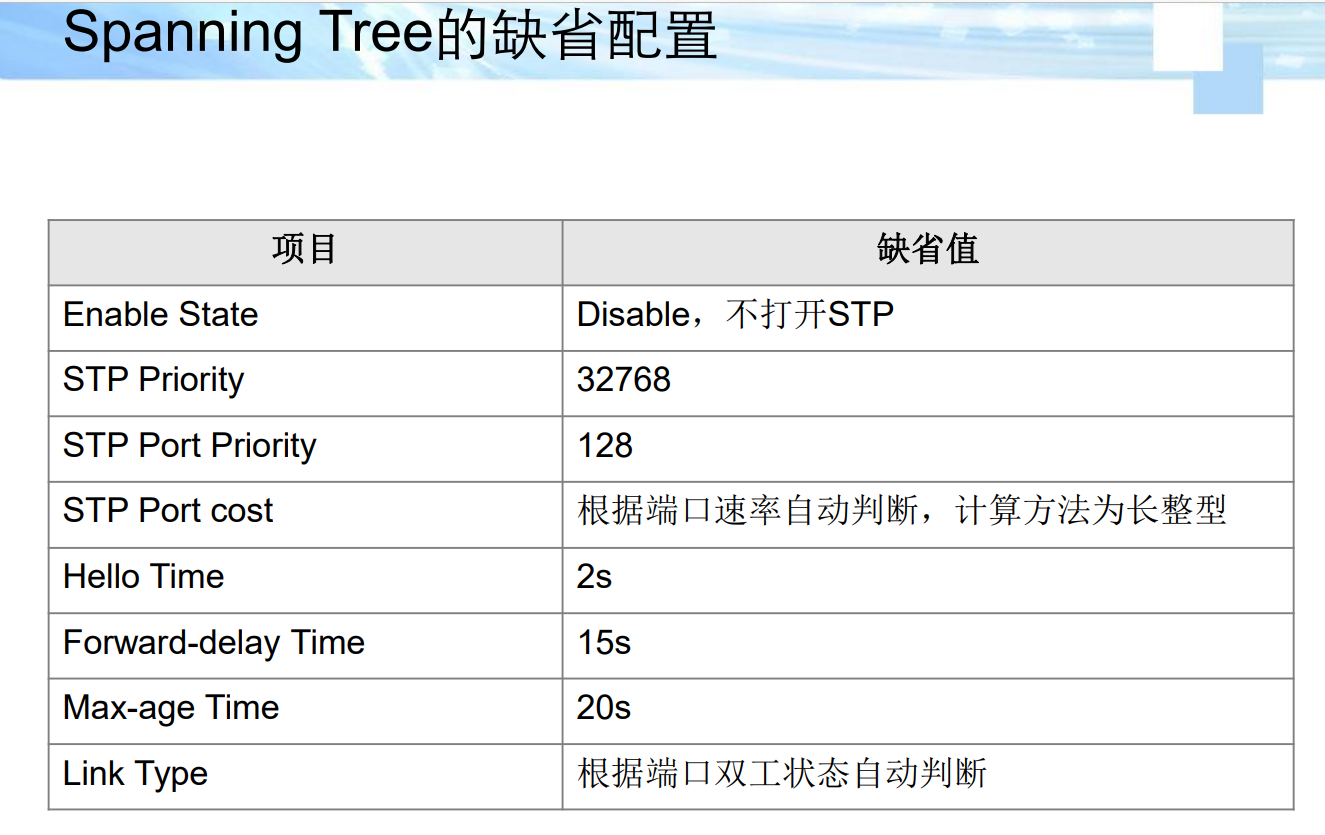 Spanning Tree的缺省配置
项目 缺省值
Enable State Disable，不打开STP
STP Priority 32768
STP Port Priority 128
STP Port cost 根据端口速率自动判断，计算方法为长整型
Hello Time 2s
Forward-delay Time 15s
Max-age Time 20s
Link Type 根据端口双工状态自动判断